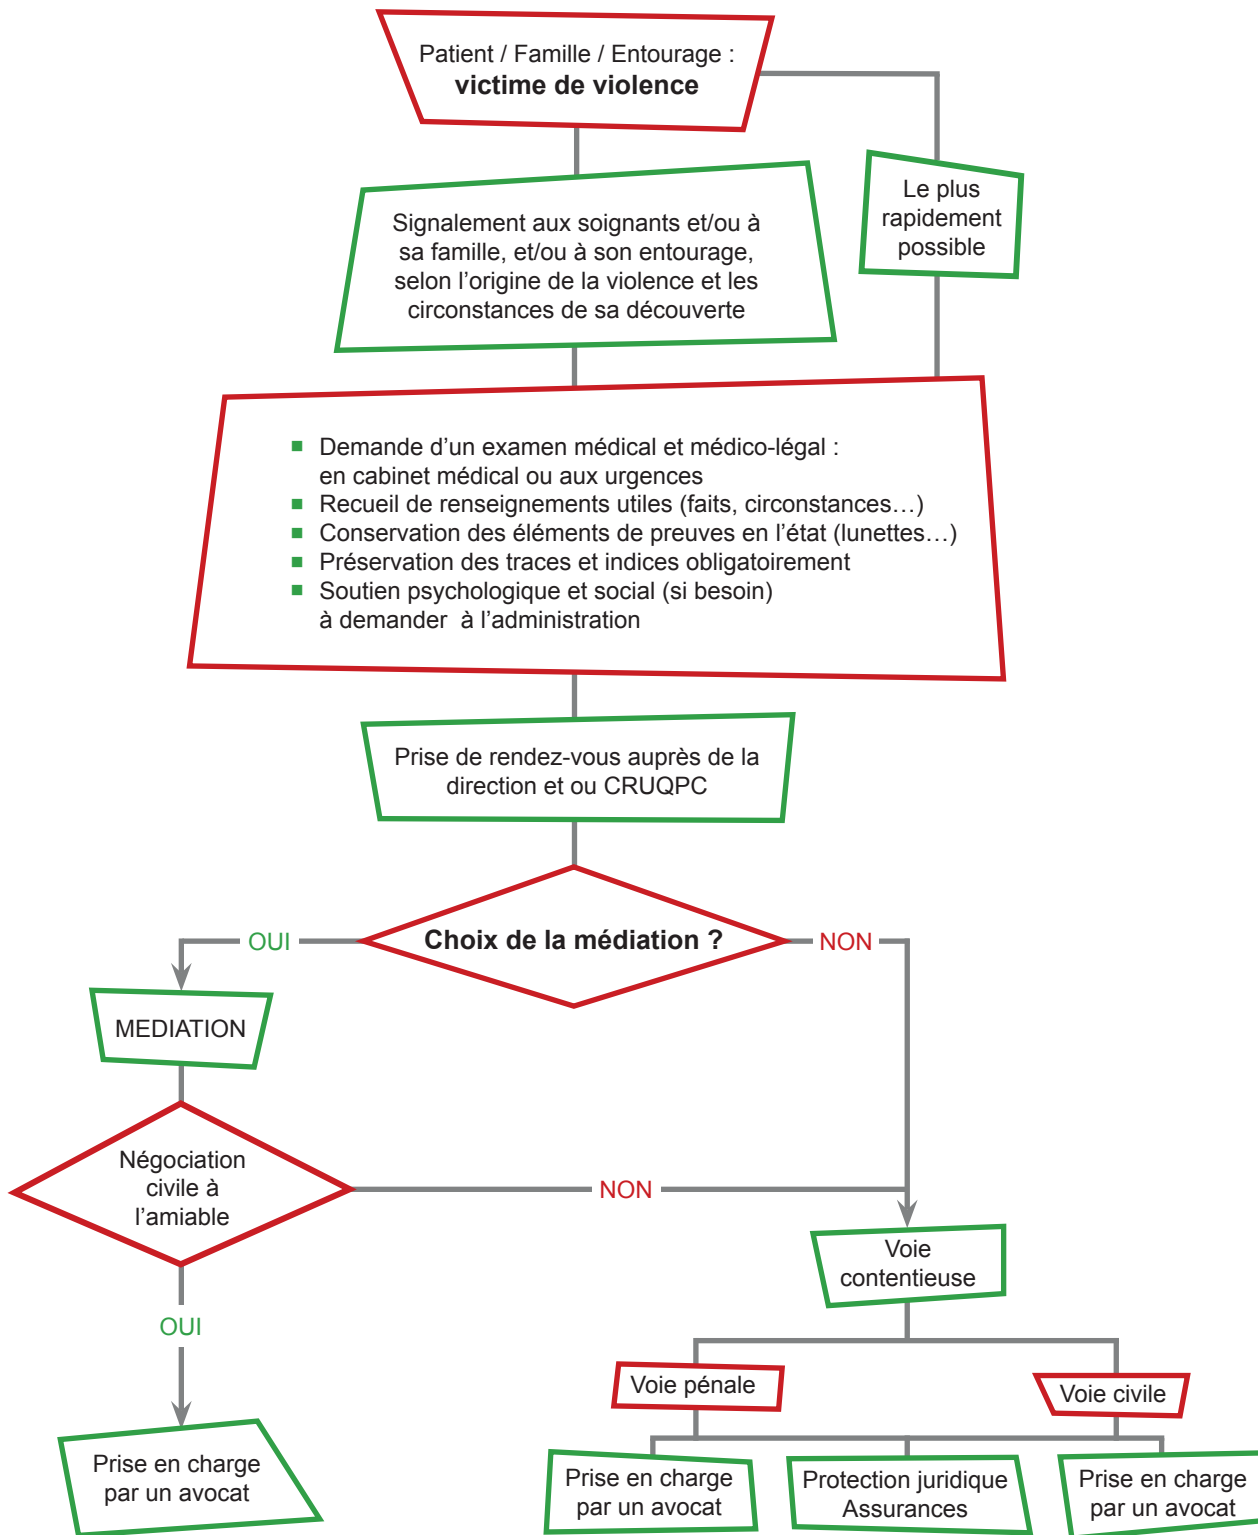 Patient / Famille / Entourage :
victime de violence
Le plus
rapidement
possible
Signalement aux soignants et/ou à
sa famille, et/ou à son entourage,
selon l’origine de la violence et les
circonstances de sa découverte
Demande d’un examen médical et médico-légal :
en cabinet médical ou aux urgences
Recueil de renseignements utiles (faits, circonstances…)
Conservation des éléments de preuves en l’état (lunettes…)
Préservation des traces et indices obligatoirement
Soutien psychologique et social (si besoin)
à demander à l’administration
Prise de rendez-vous auprès de la
direction et ou CRUQPC
Choix de la médiation ?
OUI
NON
MEDIATION
Négociation
civile à
l’amiable
NON
OUI
Voie
contentieuse
Voie pénale
Voie civile
Prise en charge
par un avocat
Prise en charge
par un avocat
Protection juridique
Assurances
Prise en charge
par un avocat